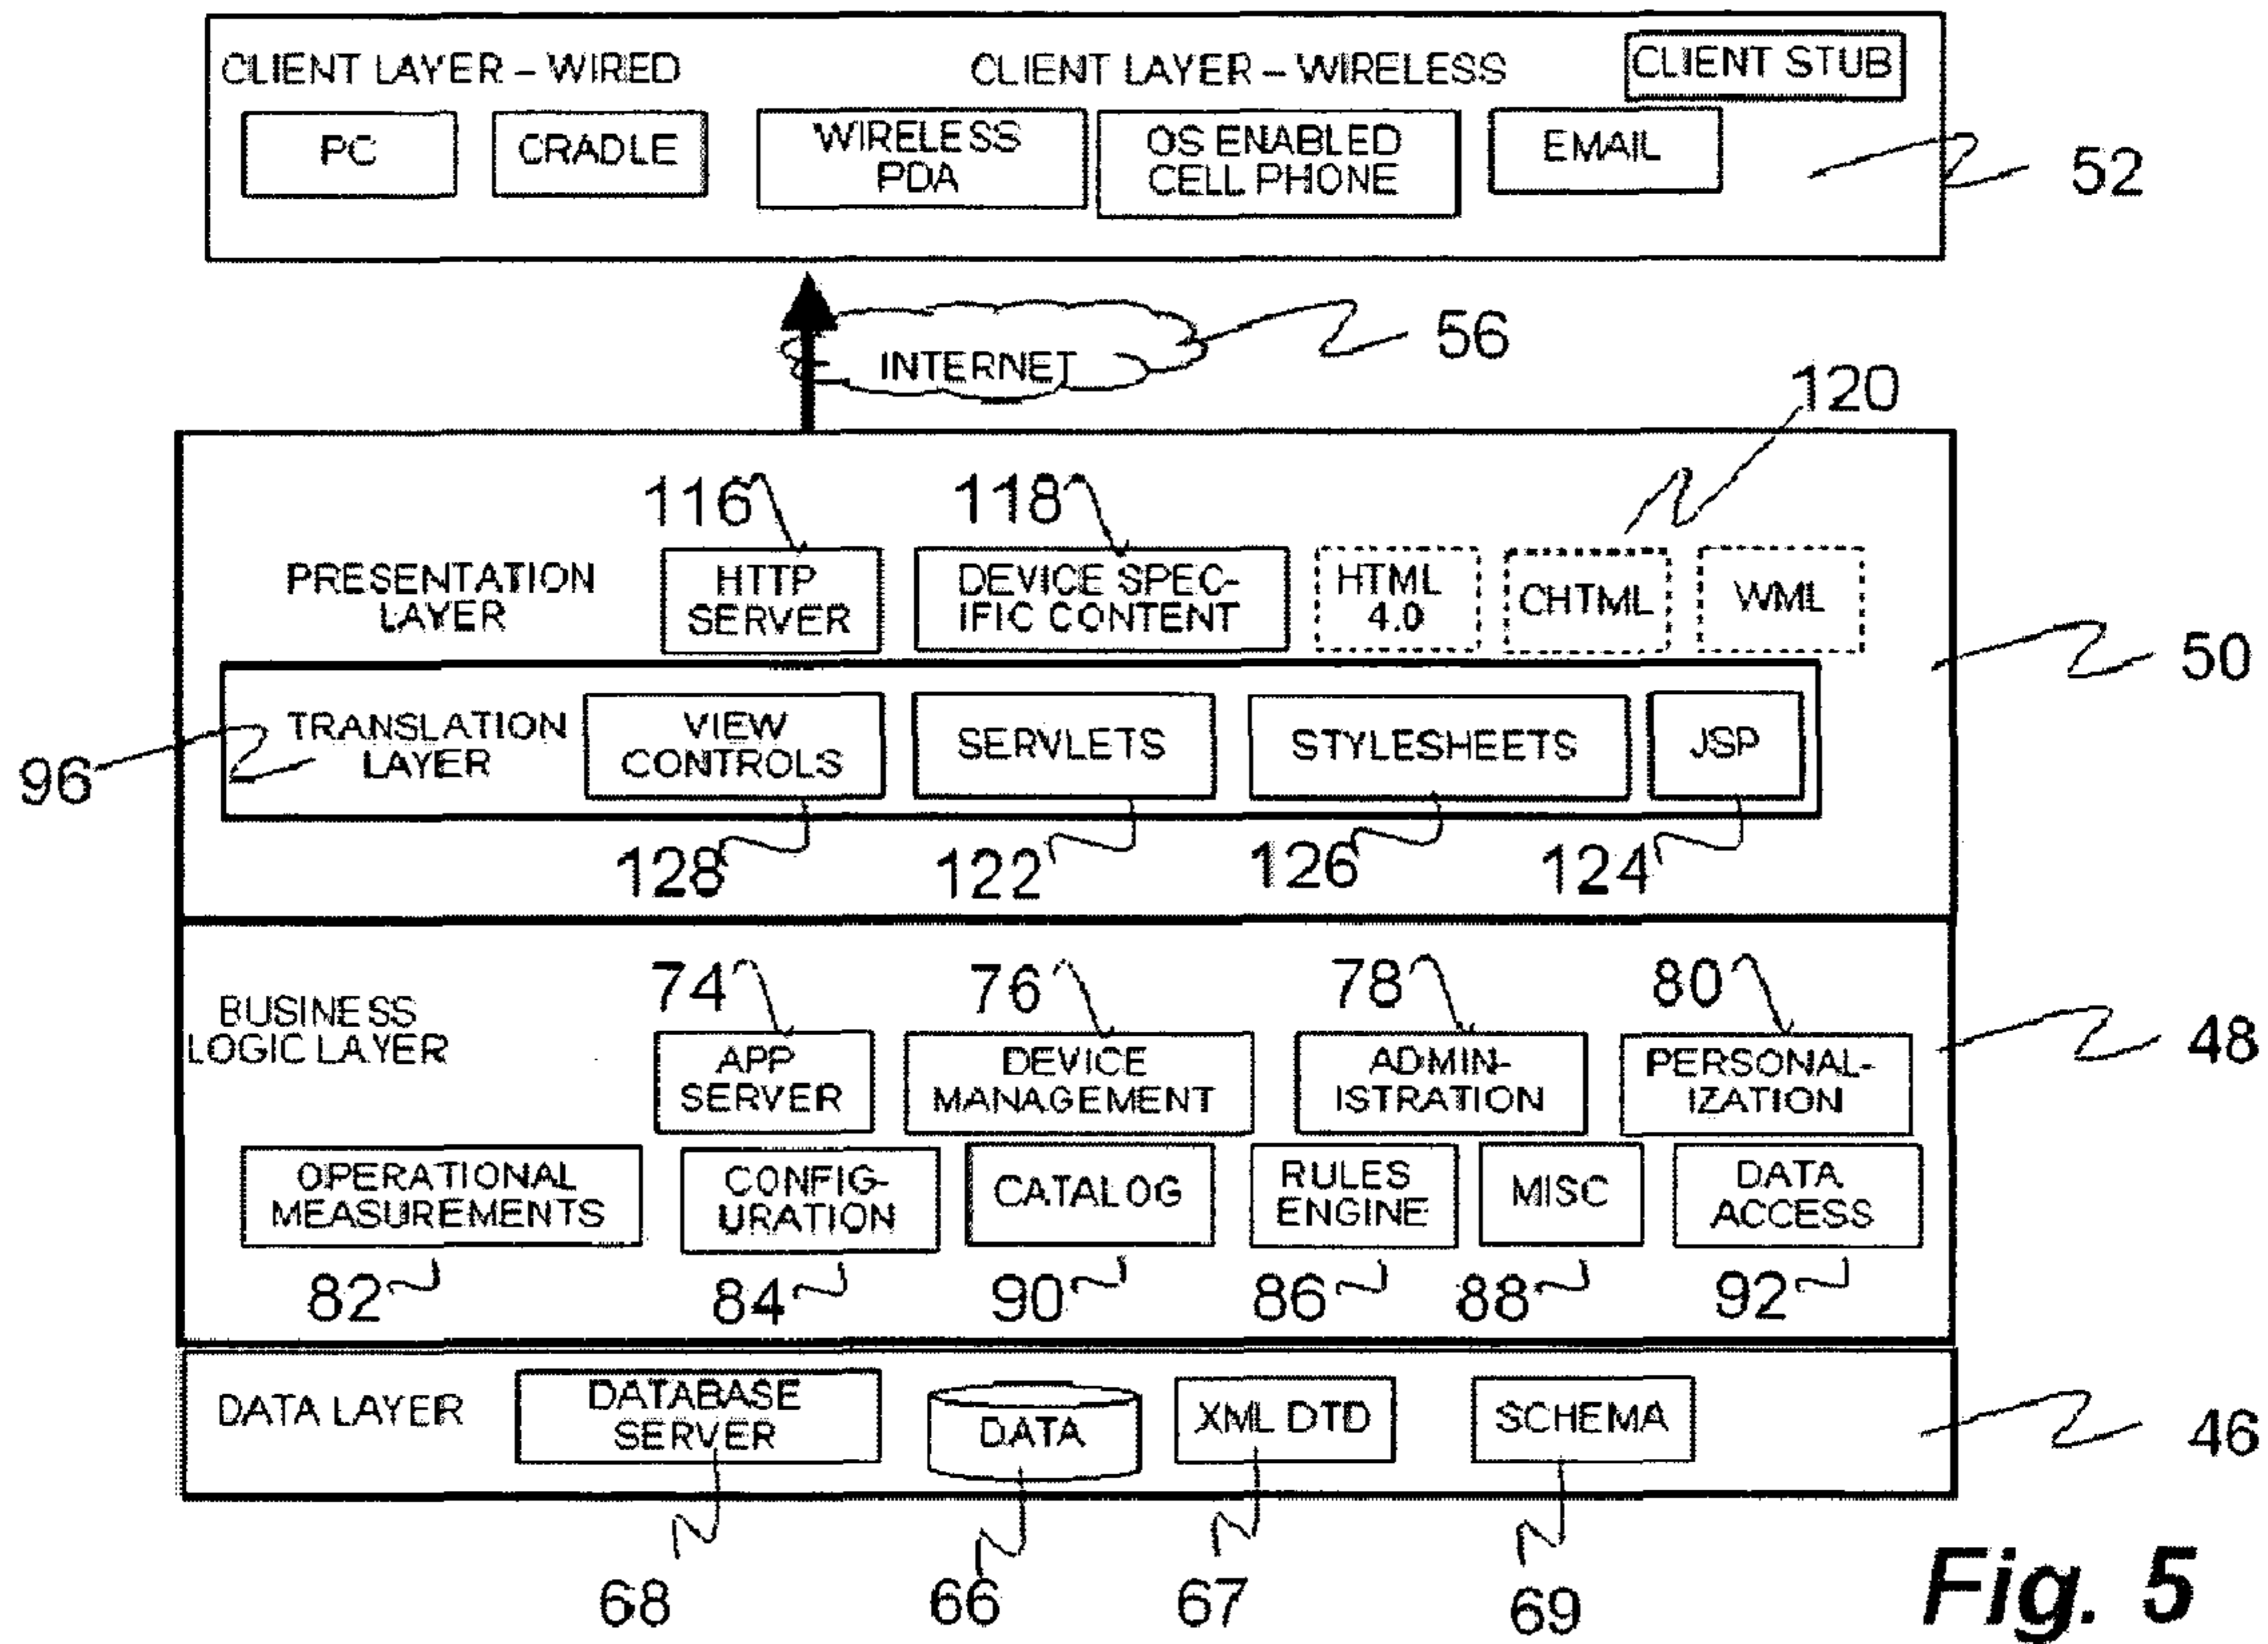 CLIENT LAYER – WIRED
CLIENT LAYER – WIRELESS
CLIENT STUB
PC
CRADLE
WIRELESS
PDA
OS ENABLED
CELL PHONE
EMAIL
52
INTERNET
56
120
116
118
PRESENTATION
LAYER
HTTP
SERVER
DEVICE SPEC-
IFIC CONTENT
HTML
4.0
CHTML
WML
50
96
TRANSLATION
LAYER
VIEW
CONTROLS
SERVLETS
STYLESHEETS
JSP
128
122
126
124
BUSINESS
LOGIC LAYER
74
76
78
80
48
APP
SERVER
DEVICE
MANAGEMENT
ADMIN-
ISTRATION
PERSONAL-
IZATION
OPERATIONAL
MEASUREMENTS
CONFIG-
URATION
CATALOG
RULES
ENGINE
MISC
DATA
ACCESS
82
84
90
86
88
92
DATA LAYER
DATABASE
SERVER
DATA
XML DTD
SCHEMA
46
68
66
67
69
Fig. 5